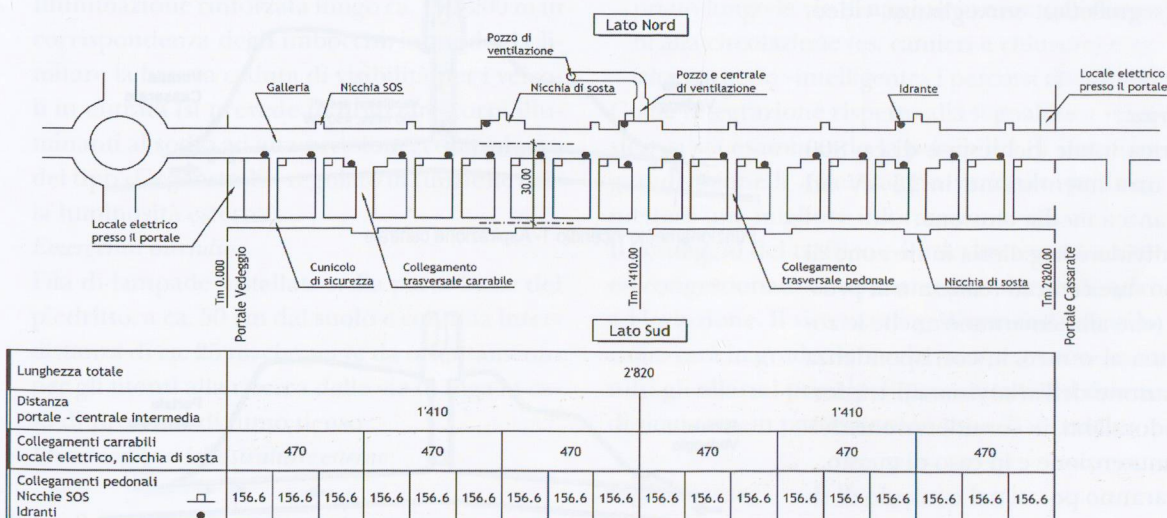 Lato Nord
Pozzo di
ventilazione
Galleria
Nicchia SOS
Nicchia di sosta
Pozzo e centrale
di ventilazione
Idrante
Locale elettrico
presso il portale
30.00
Locale elettrico
presso il portale
Tm 0.000
Portale Vedeggio
Cunicolo
di sicurezza
Collegamento
trasversale carrabile
Tm 1'410.00
Collegamento
trasversale pedonale
Nicchia di sosta
Tm 2'820.00
Portale Cassarate
Lato Sud
Lunghezza totale 2'820
Distanza
portale - centrale intermedia 1'410 1'410
Collegamenti carrabili
locale elettrico, nicchia di sosta 470 470 470 470 470 470
Collegamenti pedonali
Nicchie SOS 156.6 156.6 156.6 156.6 156.6 156.6 156.6 156.6 156.6 156.6 156.6 156.6 156.6 156.6 156.6 156.6 156.6 156.6
Idranti